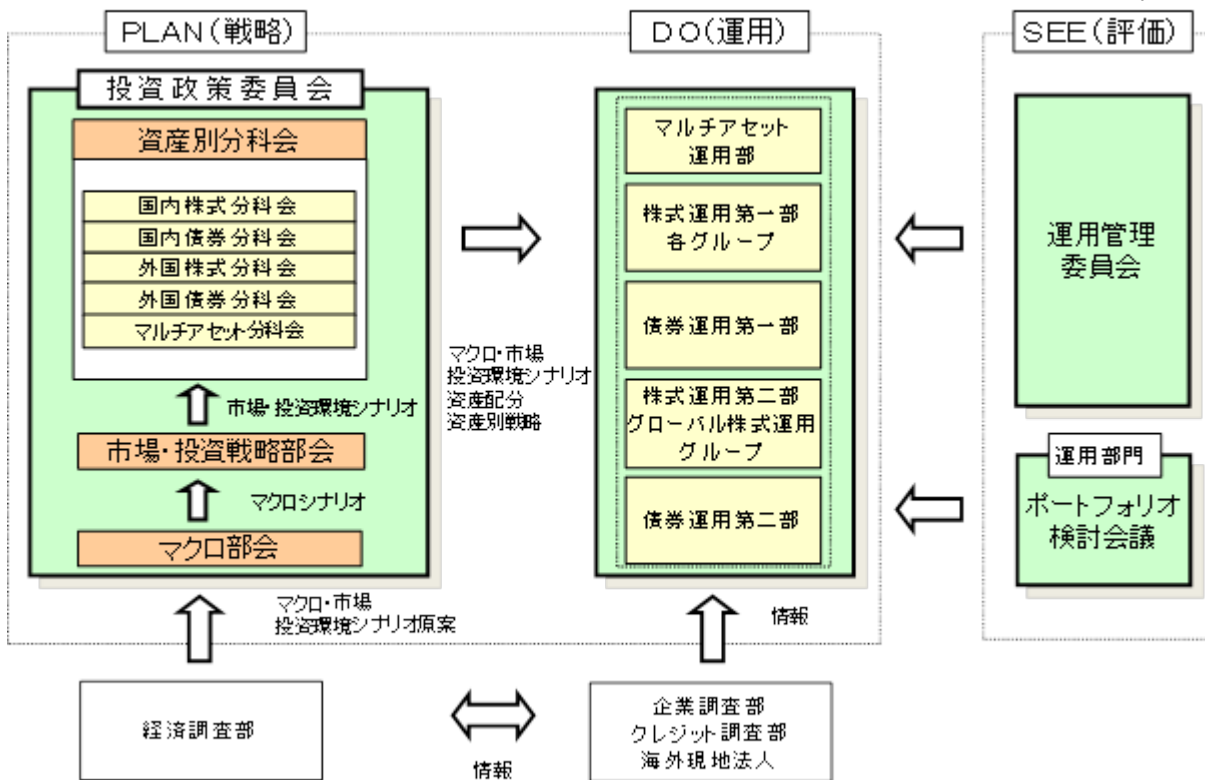 PLAN(戦略)
投資政策委員会
資産別分科会
国内株式分科会
国内債券分科会
外国株式分科会
外国債券分科会
マルチアセット分科会
市場・投資環境シナリオ
市場・投資戦略部会
マクロシナリオ
マクロ部会
マクロ・市場
投資環境シナリオ原案
経済調査部
マクロ・市場
投資環境シナリオ
資産配分
資産別戦略
DO(運用)
マルチアセット
運用部
株式運用第一部
各グループ
債券運用第一部
株式運用第二部
グローバル株式運用
グループ
債券運用第二部
情報
企業調査部
クレジット調査部
海外現地法人
情報
SEE(評価)
運用管理
委員会
運用部門
ポートフォリオ
検討会議